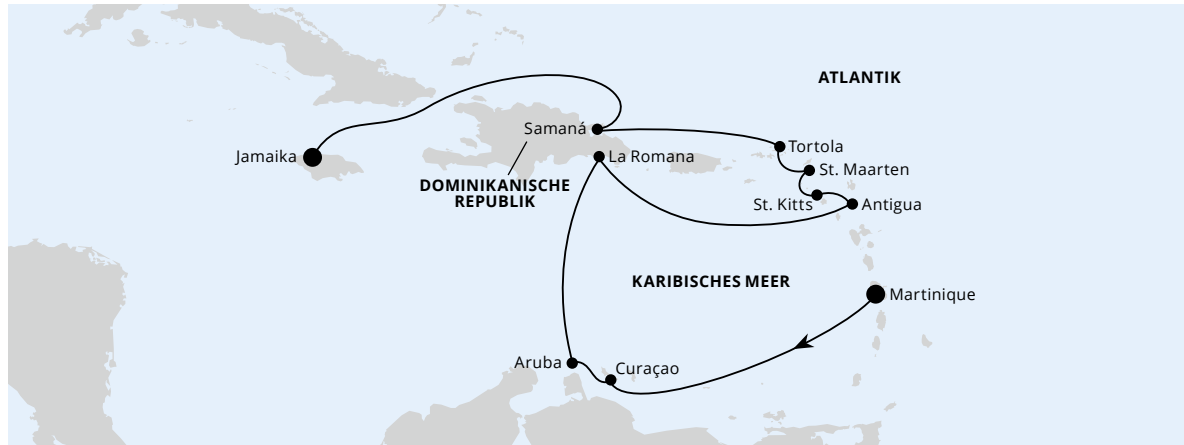 ATLANTIK
Samaná
Tortola
Jamaika
La Romana
St. Maarten
DOMINIKANISCHE
REPUBLIK
St. Kitts
Antigua
KARIBISCHES MEER
Martinique
Aruba
Curaçao